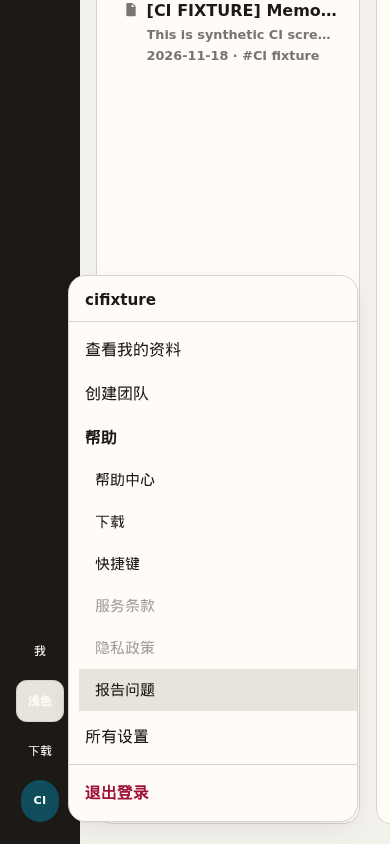 [CI FIXTURE] Memo...
This is synthetic CI scre...
2026-11-18 · #CI fixture
cifixture
查看我的资料
创建团队
帮助
帮助中心
下载
快捷键
服务条款
隐私政策
报告问题
所有设置
退出登录
我
浅色
下载
CI